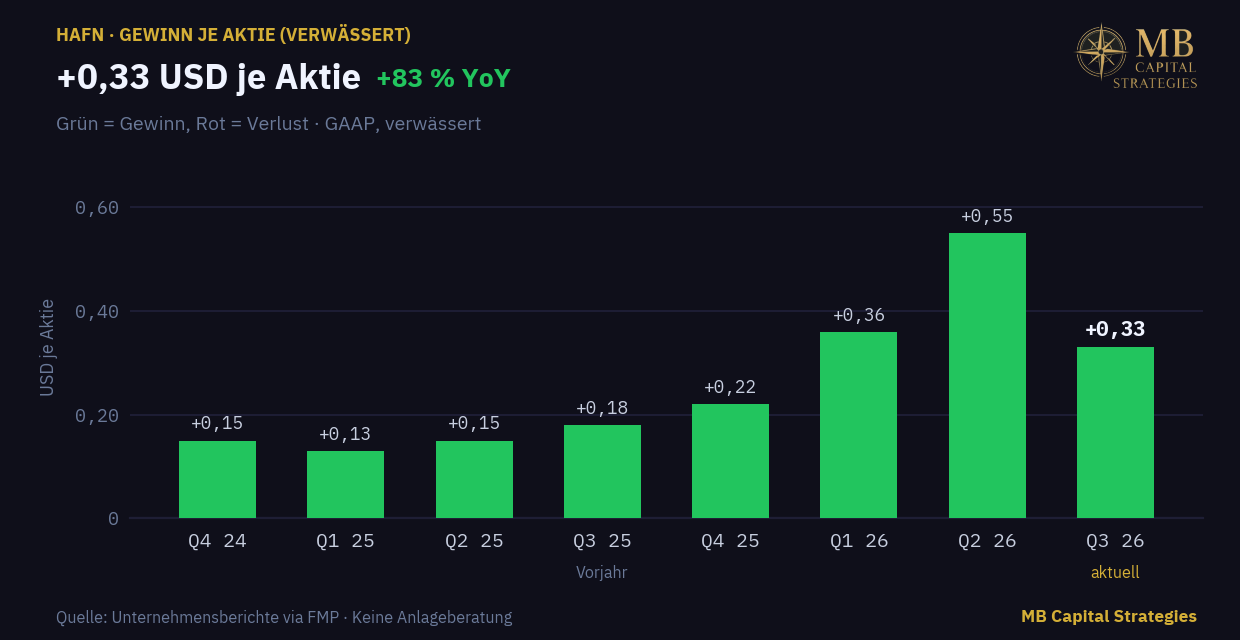 HAFN · GEWINN JE AKTIE (VERWÄSSERT)
+0,33 USD je Aktie +83 % YoY
Grün = Gewinn, Rot = Verlust · GAAP, verwässert
MB
CAPITAL
STRATEGIES
USD je Aktie
0,60
0,40
0,20
0
+0,15
+0,13
+0,15
+0,18
+0,22
+0,36
+0,55
+0,33
Q4 24 Q1 25 Q2 25 Q3 25 Q4 25 Q1 26 Q2 26 Q3 26
Vorjahr aktuell
Quelle: Unternehmensberichte via FMP · Keine Anlageberatung
MB Capital Strategies